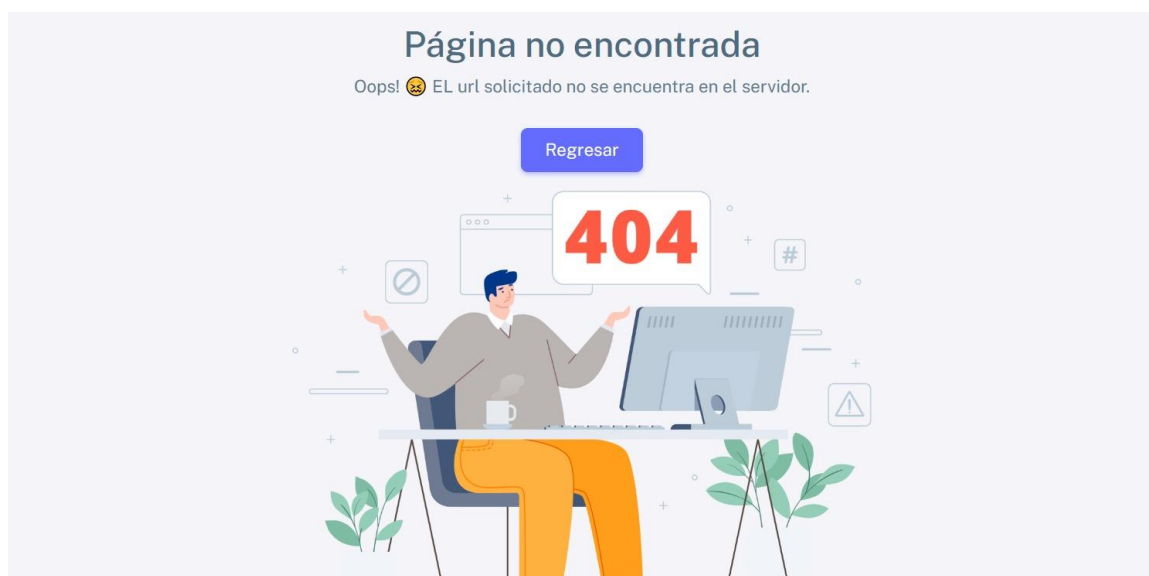 Página no encontrada
Oops! 😖 EL url solicitado no se encuentra en el servidor.
Regresar
404
#